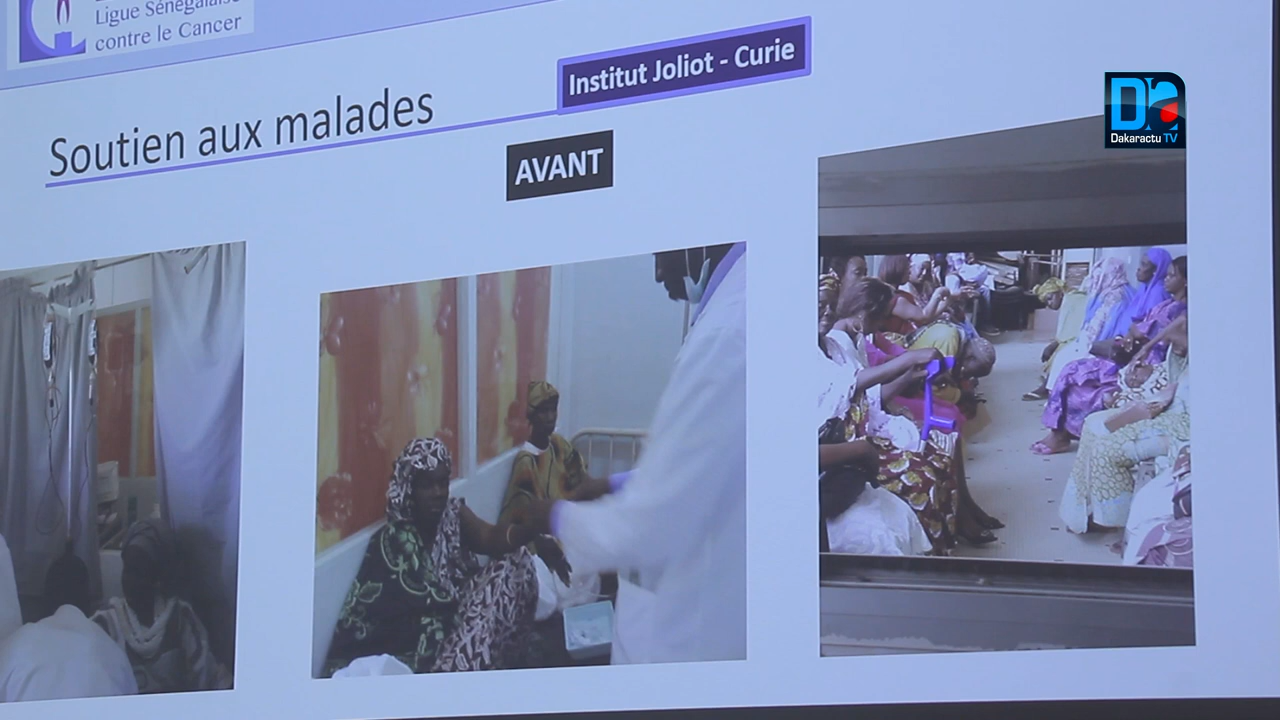 Ligue Sénégalaise
contre le Cancer
Institut Joliot - Curie
Soutien aux malades
AVANT
Dakaractu TV